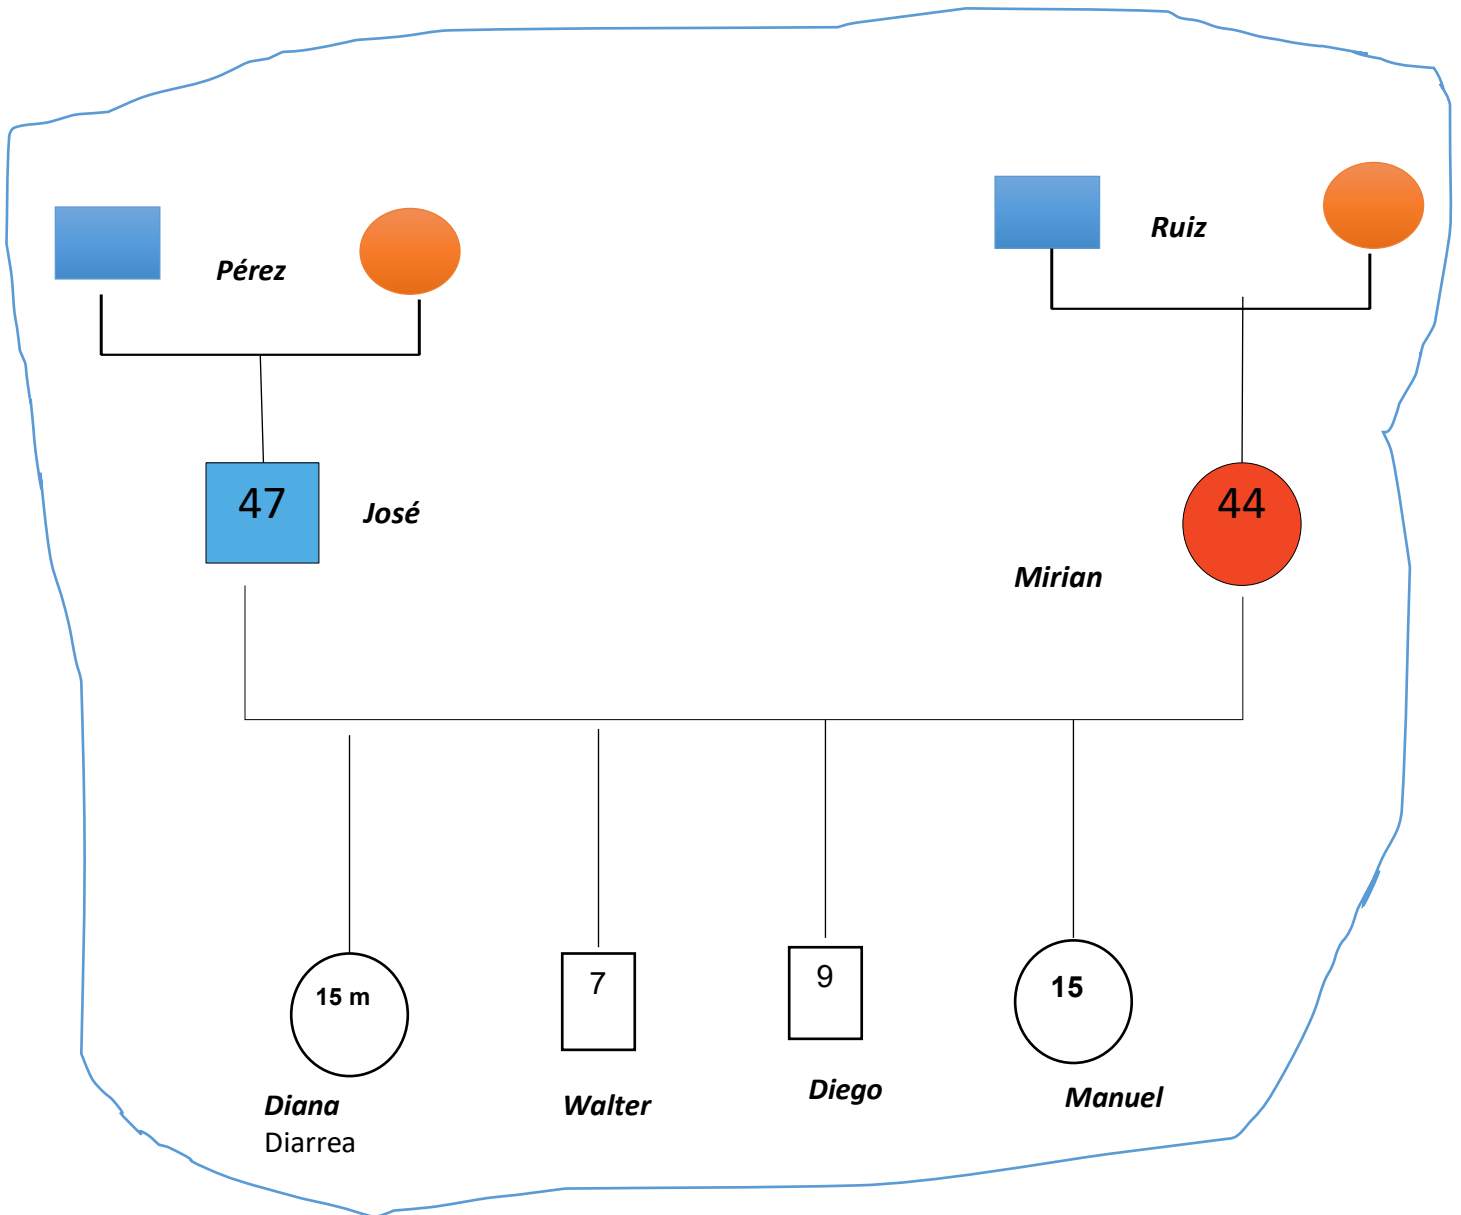 Ruiz
Pérez
47
44
José
Mirian
15 m
7
9
15
Diana
Walter
Diego
Manuel
Diarrea